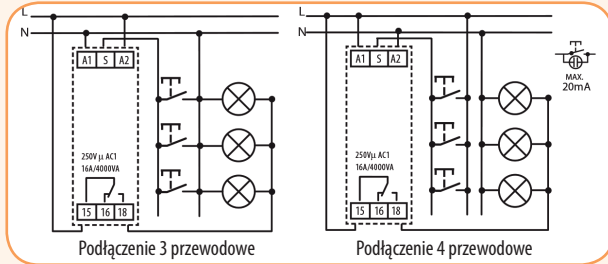 L
N
A1 S A2
250V µ AC1
16A/4000VA
15 16 18
Podłączenie 3 przewodowe
L
N
A1 S A2
250Vµ AC1
16A/4000VA
15 16 18
Podłączenie 4 przewodowe
MAX.
20mA